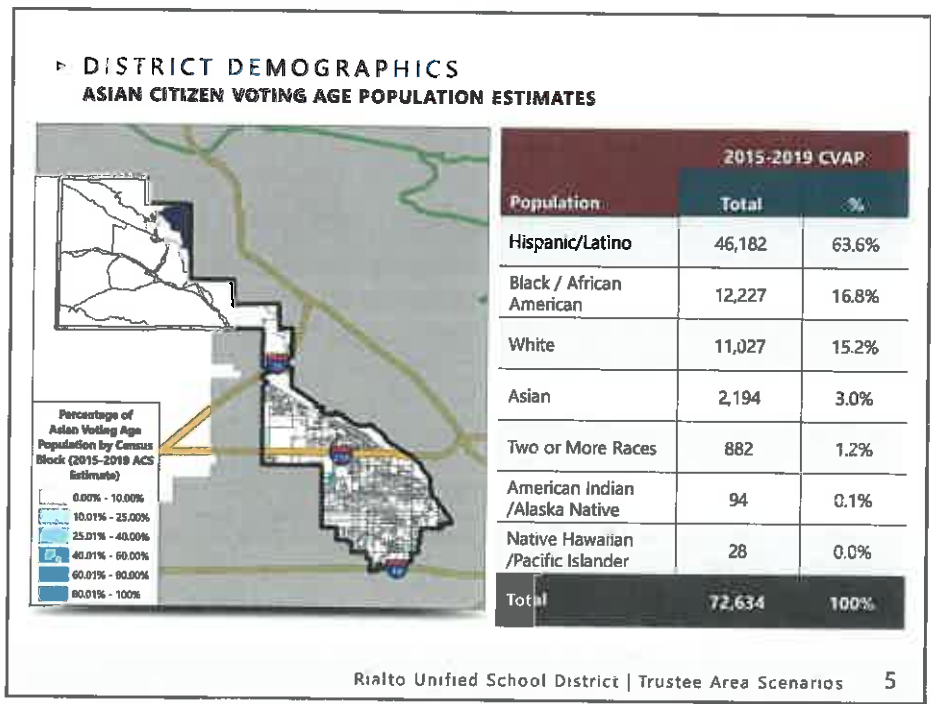 DISTRICT DEMOGRAPHICS
ASIAN CITIZEN VOTING AGE POPULATION ESTIMATES
Percentage of
Asian Voting Age
Population by Census
Block (2015-2019 ACS
Estimate)
0.00% - 10.00%
10.01% - 25.00%
25.01% - 40.00%
40.01% - 60.00%
60.01% - 80.00%
80.01% - 100%
2015-2019 CVAP
Population Total %
Hispanic/Latino 46,182 63.6%
Black / African
American 12,227 16.8%
White 11,027 15.2%
Asian 2,194 3.0%
Two or More Races 882 1.2%
American Indian
/Alaska Native 94 0.1%
Native Hawaiian
/Pacific Islander 28 0.0%
Total 72,634 100%
Rialto Unified School District | Trustee Area Scenarios 5